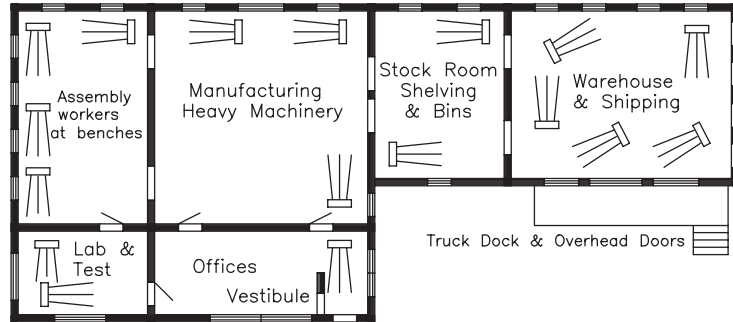 Assembly
workers
at benches
Manufacturing
Heavy Machinery
Stock Room
Shelving
& Bins
Warehouse
& Shipping
Truck Dock & Overhead Doors
Lab &
Test
Offices
Vestibule